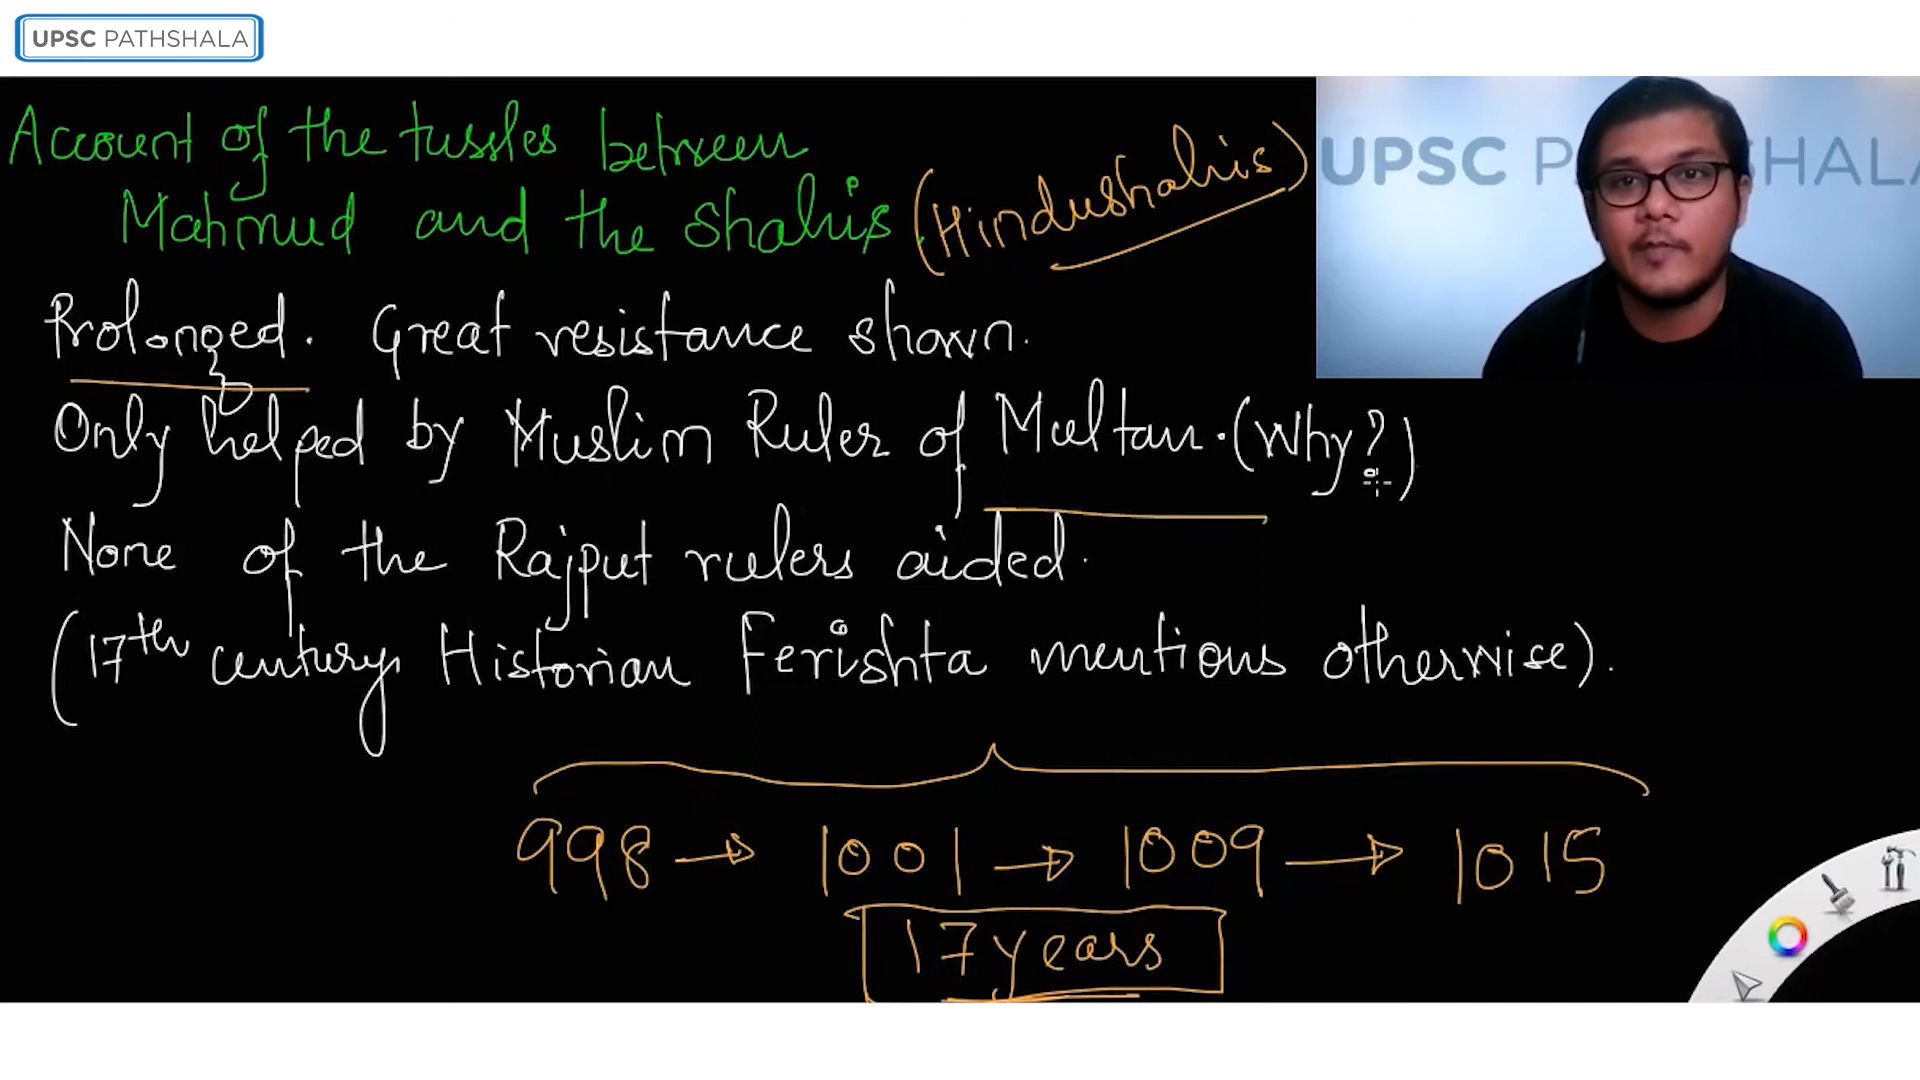 UPSC PATHSHALA
Account of the tussles between
Mahmud and the Shahis (Hindushahis)
UPSC P SHALA
Prolonged. Great resistance shown.
Only helped by Muslim Ruler of Multan. (Why?)
None of the Rajput rulers aided.
(17th century Historian Ferishta mentions otherwise).
998 → 1001 → 1009 → 1015
17 years